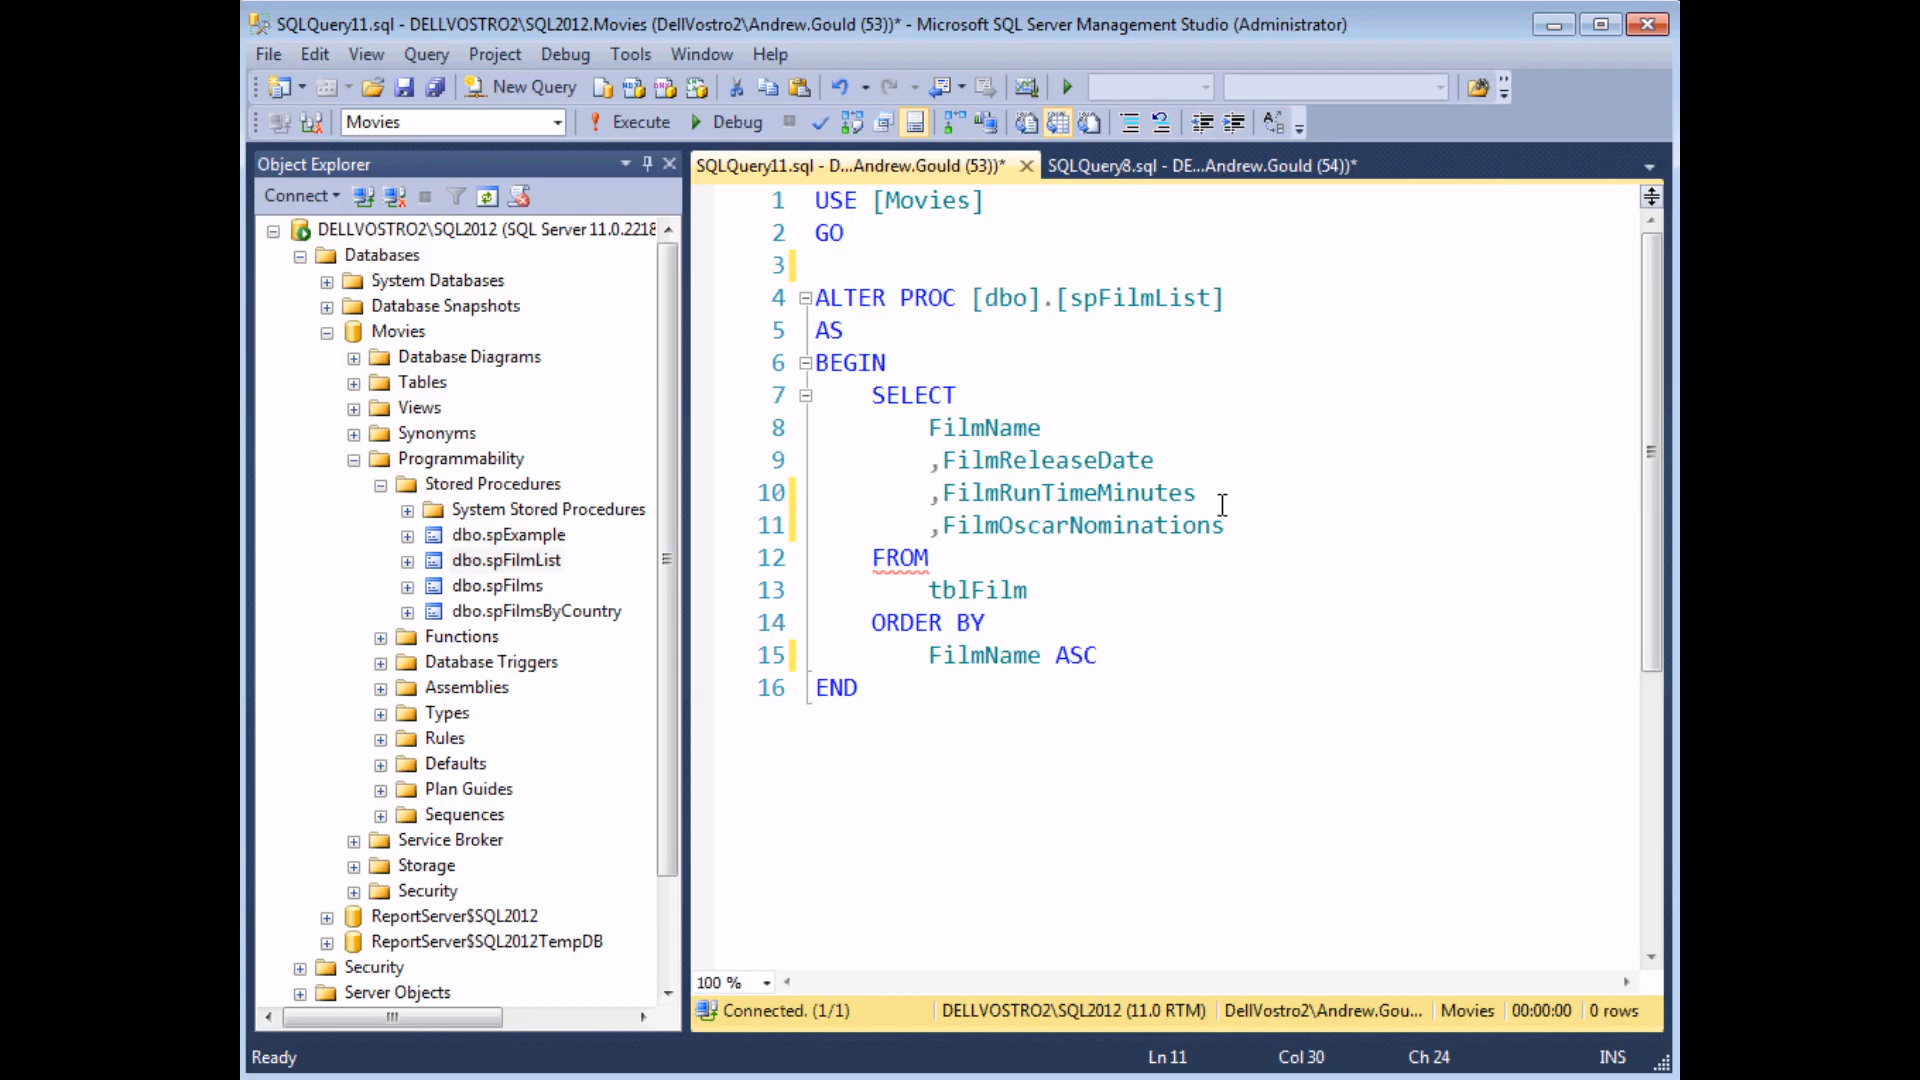 SQLQuery11.sql - DELLVOSTRO2\SQL2012.Movies (DellVostro2\Andrew.Gould (53))* - Microsoft SQL Server Management Studio (Administrator)
File Edit View Query Project Debug Tools Window Help
New Query
Movies Execute Debug
Object Explorer
SQLQuery11.sql - D...Andrew.Gould (53))* SQLQuery8.sql - DE...Andrew.Gould (54))*
Connect
DELLVOSTRO2\SQL2012 (SQL Server 11.0.2218
Databases
System Databases
Database Snapshots
Movies
Database Diagrams
Tables
Views
Synonyms
Programmability
Stored Procedures
System Stored Procedures
dbo.spExample
dbo.spFilmList
dbo.spFilms
dbo.spFilmsByCountry
Functions
Database Triggers
Assemblies
Types
Rules
Defaults
Plan Guides
Sequences
Service Broker
Storage
Security
ReportServer$SQL2012
ReportServer$SQL2012TempDB
Security
Server Objects
1 USE [Movies]
2 GO
3
4 ALTER PROC [dbo].[spFilmList]
5 AS
6 BEGIN
7 SELECT
8 FilmName
9 ,FilmReleaseDate
10 ,FilmRunTimeMinutes
11 ,FilmOscarNominations
12 FROM
13 tblFilm
14 ORDER BY
15 FilmName ASC
16 END
100 %
Connected. (1/1) DELLVOSTRO2\SQL2012 (11.0 RTM) DellVostro2\Andrew.Gou... Movies 00:00:00 0 rows
Ready Ln 11 Col 30 Ch 24 INS